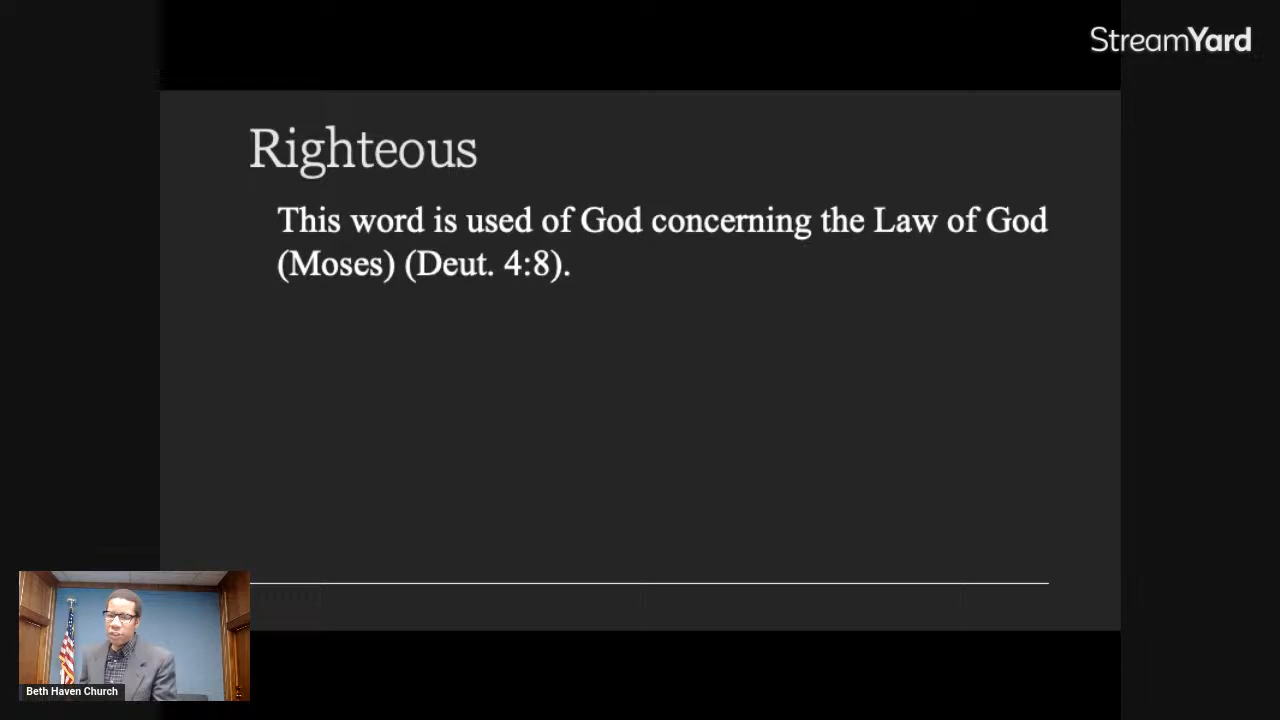 StreamYard
Righteous
This word is used of God concerning the Law of God
(Moses) (Deut. 4:8).
Beth Haven Church